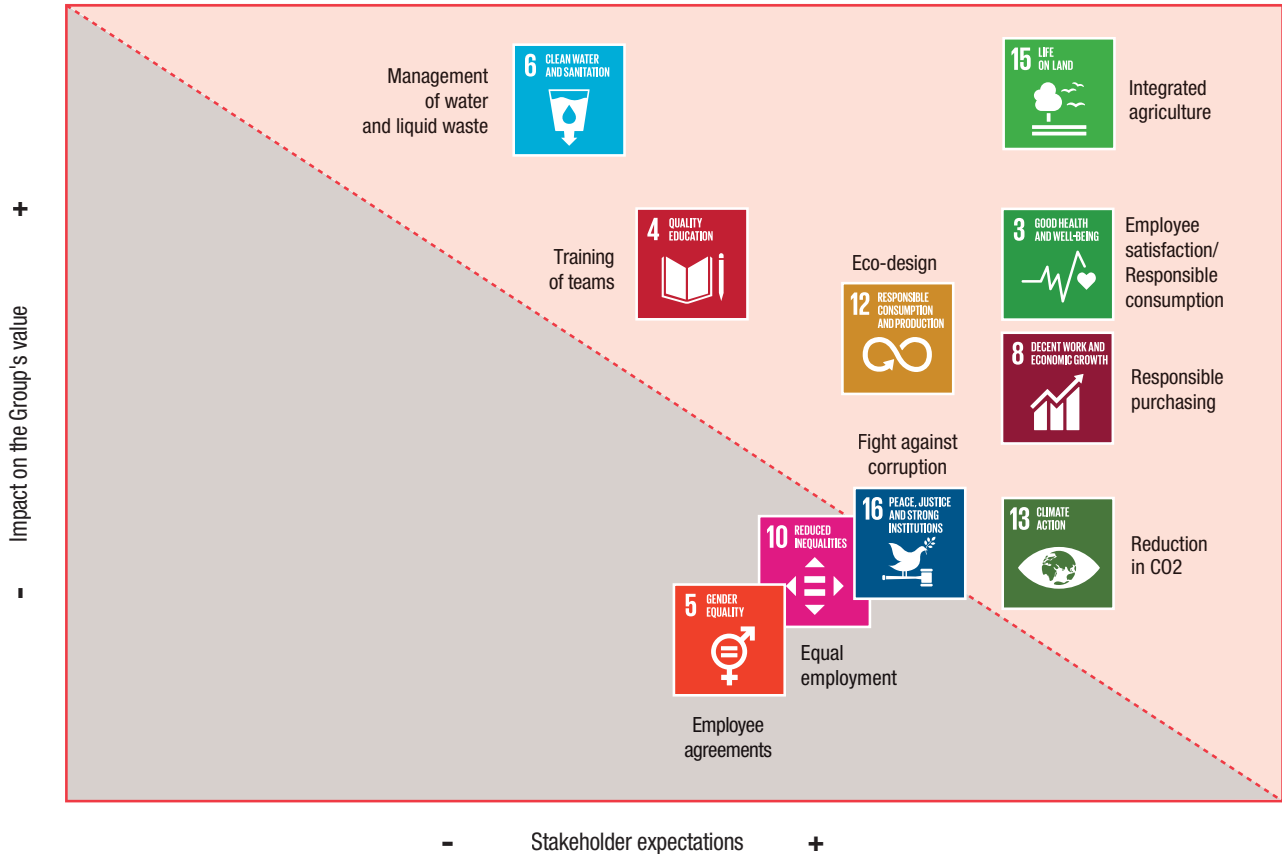 Management
of water
and liquid waste
6 CLEAN WATER
AND SANITATION
15 LIFE
ON LAND
Integrated
agriculture
Training
of teams
4 QUALITY
EDUCATION
Eco-design
12 RESPONSIBLE
CONSUMPTION
AND PRODUCTION
3 GOOD HEALTH
AND WELL-BEING
Employee
satisfaction/
Responsible
consumption
8 DECENT WORK AND
ECONOMIC GROWTH
Responsible
purchasing
Fight against
corruption
16 PEACE, JUSTICE
AND STRONG
INSTITUTIONS
13 CLIMATE
ACTION
Reduction
in CO2
10 REDUCED
INEQUALITIES
5 GENDER
EQUALITY
Equal
employment
Employee
agreements
- Impact on the Group's value +
- Stakeholder expectations +